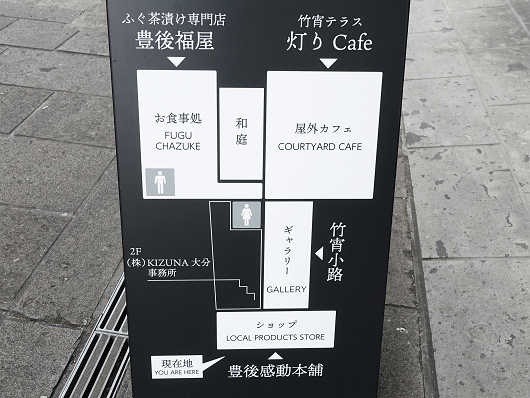 ふぐ茶漬け専門店
豊後福屋
竹宵テラス
灯り Cafe
お食事処
FUGU
CHAZUKE
和庭
屋外カフェ
COURTYARD CAFE
2F
(株)KIZUNA 大分
事務所
ギャラリー
GALLERY
竹宵小路
ショップ
LOCAL PRODUCTS STORE
現在地
YOU ARE HERE
豊後感動本舗